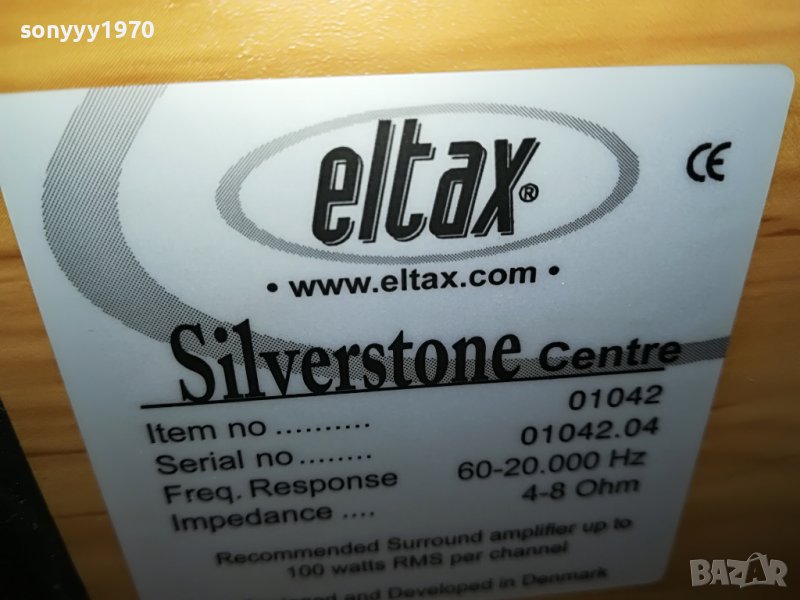 sonyyy1970
eltax®
CE
• www.eltax.com •
Silverstone Centre
Item no .......... 01042
Serial no........ 01042.04
Freq. Response 60-20.000 Hz
Impedance .... 4-8 Ohm
Recommended Surround amplifier up to
100 watts RMS per channel
and Developed in Denmark
BAZAR